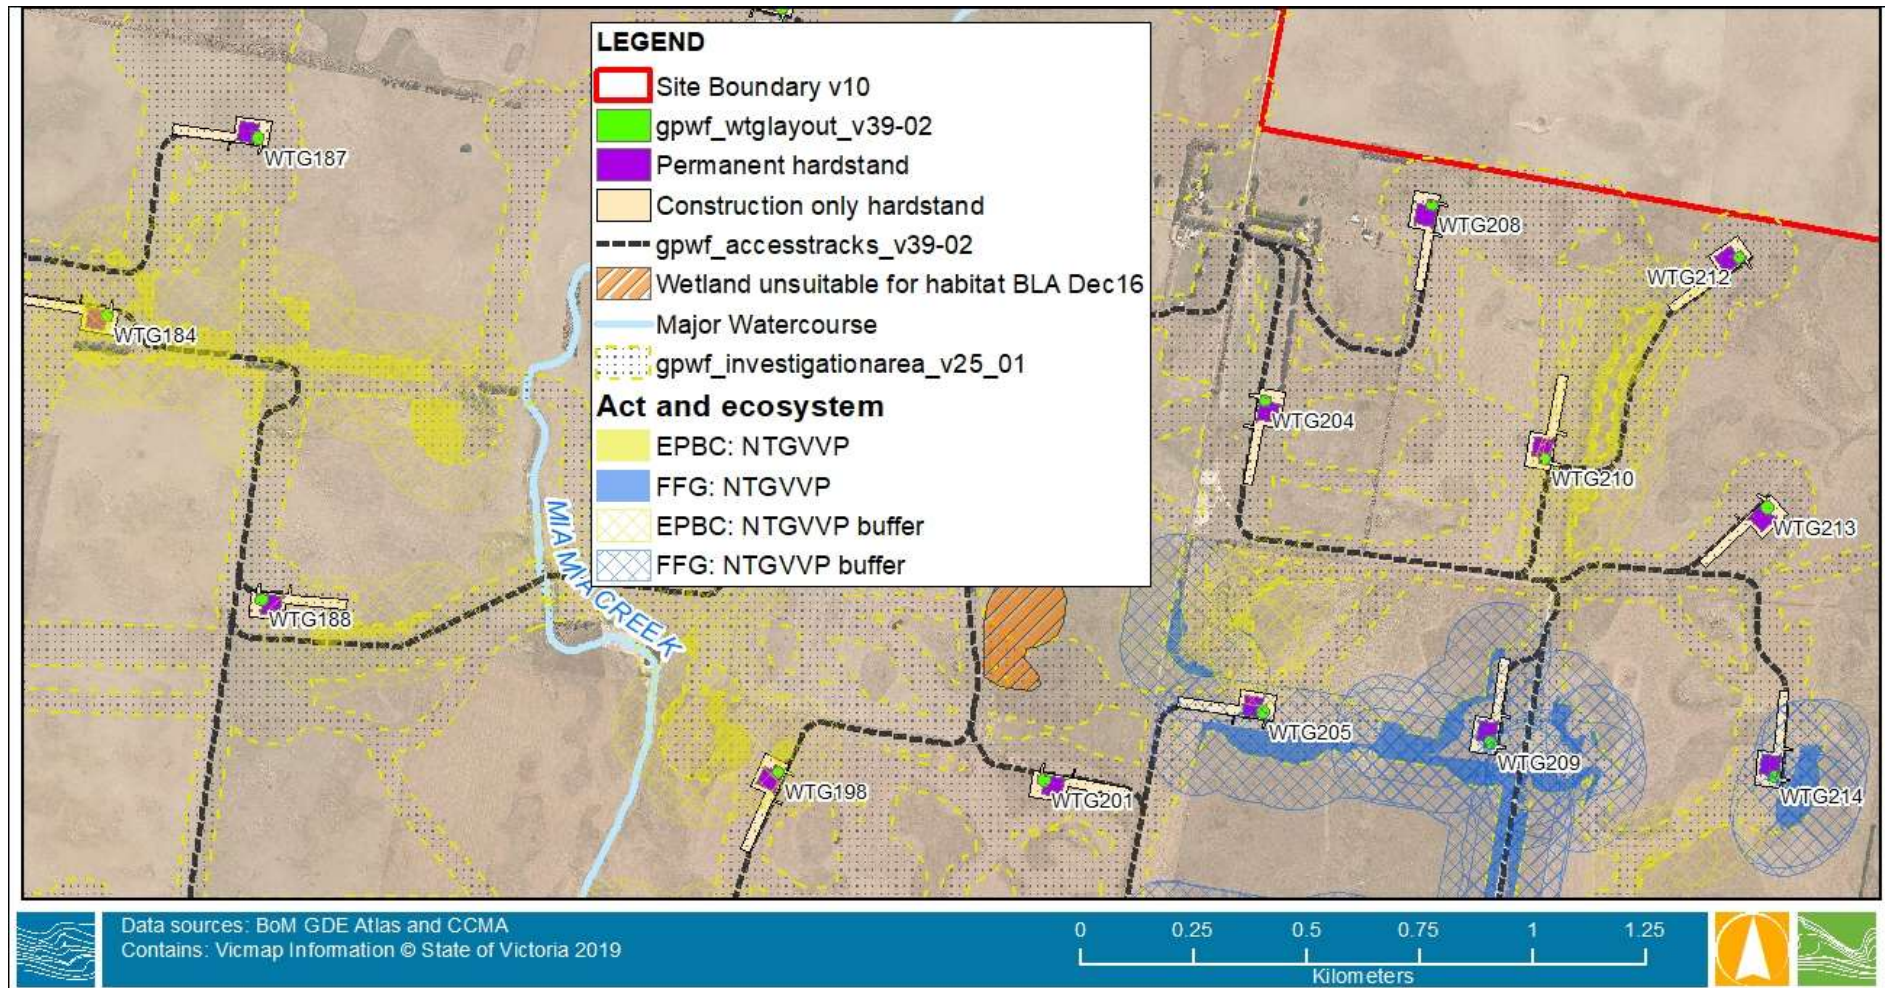 LEGEND
Site Boundary v10
gpwf_wtglayout_v39-02
Permanent hardstand
Construction only hardstand
gpwf_accesstracks_v39-02
Wetland unsuitable for habitat BLA Dec16
Major Watercourse
gpwf_investigationarea_v25_01
Act and ecosystem
EPBC: NTGVVP
FFG: NTGVVP
EPBC: NTGVVP buffer
FFG: NTGVVP buffer
WTG187
WTG184
WTG188
MIA MIA CREEK
WTG198
WTG201
WTG204
WTG205
WTG208
WTG212
WTG210
WTG213
WTG209
WTG214
Data sources: BoM GDE Atlas and CCMA
Contains: Vicmap Information © State of Victoria 2019
0 0.25 0.5 0.75 1 1.25
Kilometers